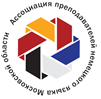 Ассоциация преподавателей немецкого языка Московской области